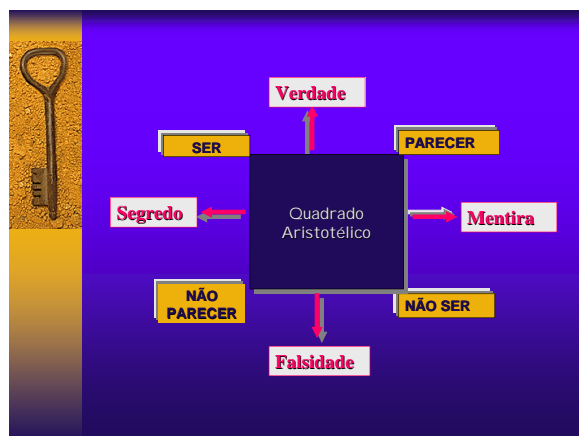 Verdade
SER
PARECER
Segredo
Quadrado
Aristotélico
Mentira
NÃO
PARECER
NÃO SER
Falsidade